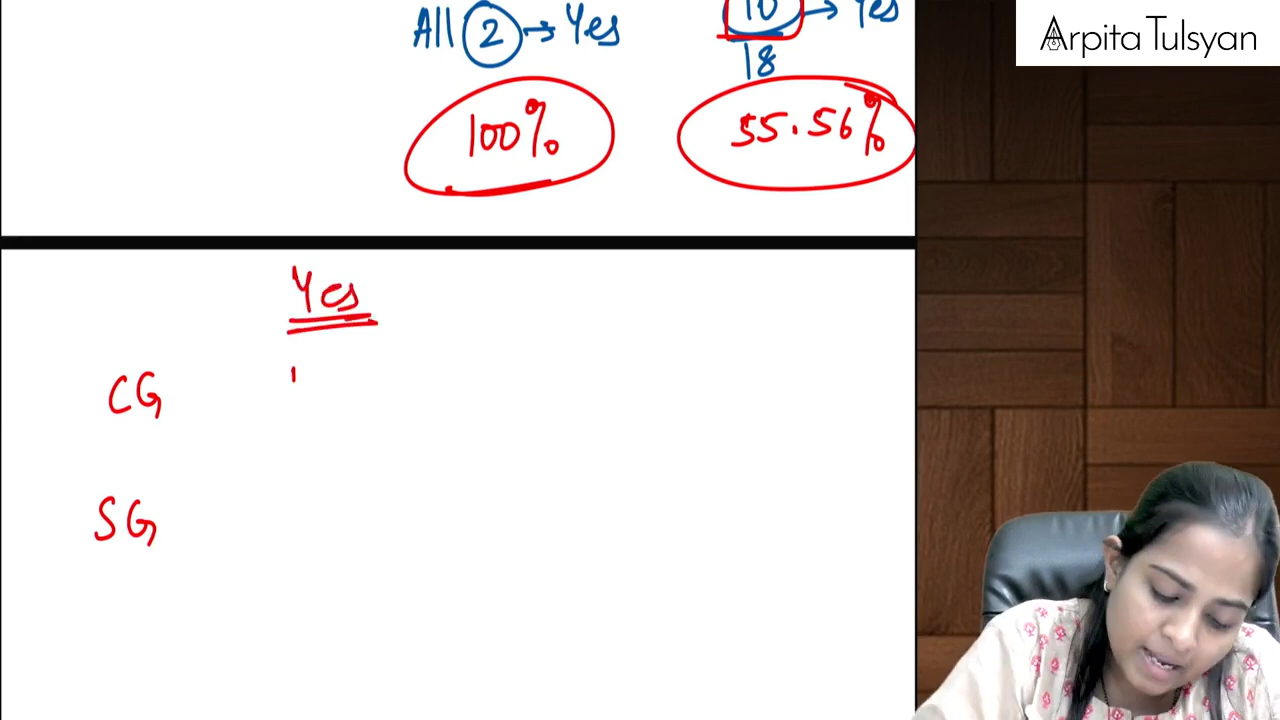 Arpita Tulsyan
All 2 → Yes
10 → Yes
18
100%
55.56%
Yes
CG
SG